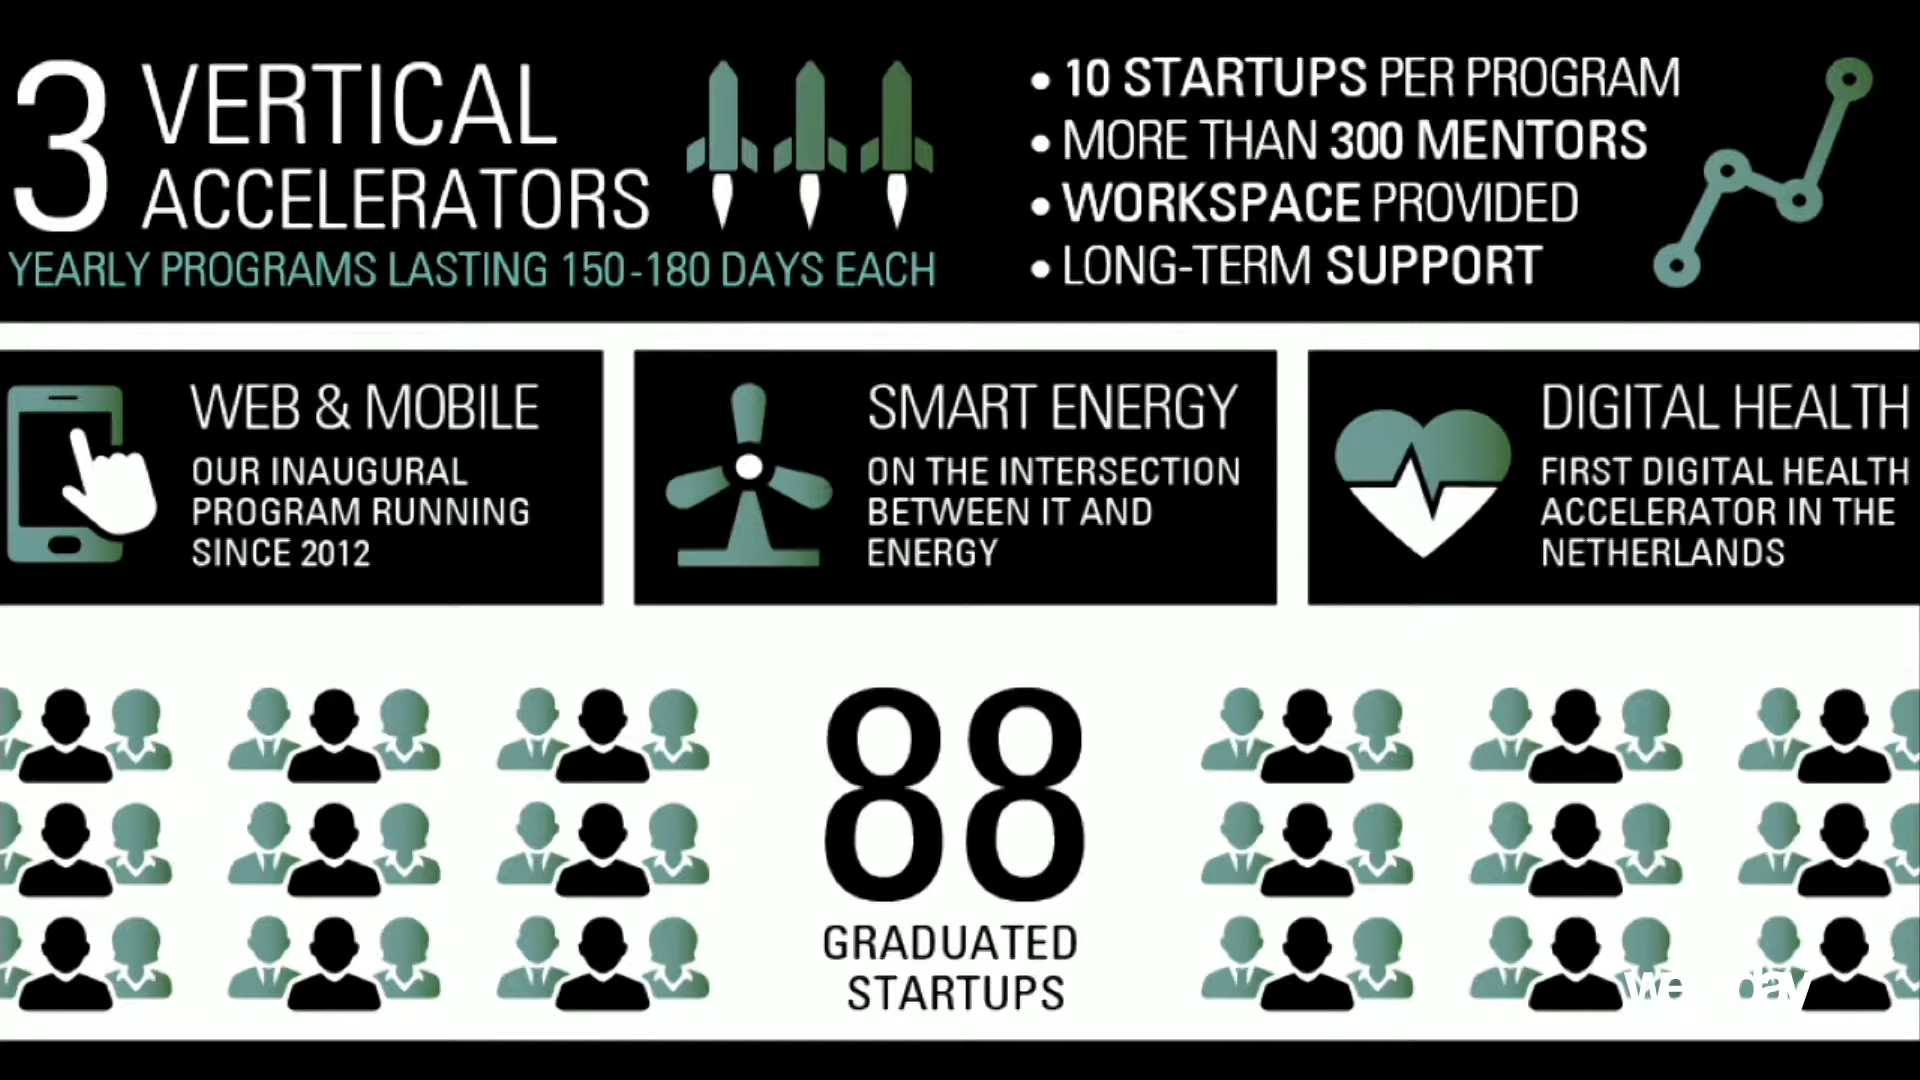 3 VERTICAL
ACCELERATORS
YEARLY PROGRAMS LASTING 150-180 DAYS EACH
• 10 STARTUPS PER PROGRAM
• MORE THAN 300 MENTORS
• WORKSPACE PROVIDED
• LONG-TERM SUPPORT
WEB & MOBILE
OUR INAUGURAL
PROGRAM RUNNING
SINCE 2012
SMART ENERGY
ON THE INTERSECTION
BETWEEN IT AND
ENERGY
DIGITAL HEALTH
FIRST DIGITAL HEALTH
ACCELERATOR IN THE
NETHERLANDS
88
GRADUATED
STARTUPS